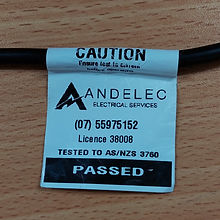 CAUTION
ANDELEC
ELECTRICAL SERVICES
(07) 55975152
Licence 38008
TESTED TO AS/NZS 3760
PASSED